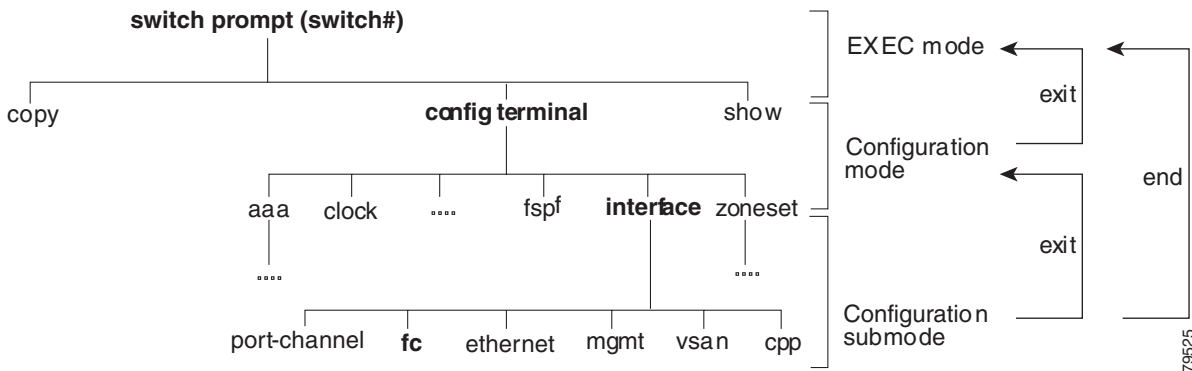 switch prompt (switch#)
EXEC mode
exit
copy
config terminal
show
Configuration
mode
end
aaa
clock
....
fspf
interface
zoneset
exit
....
....
port-channel
fc
ethernet
mgmt
vsan
cpp
Configuration
submode
79525